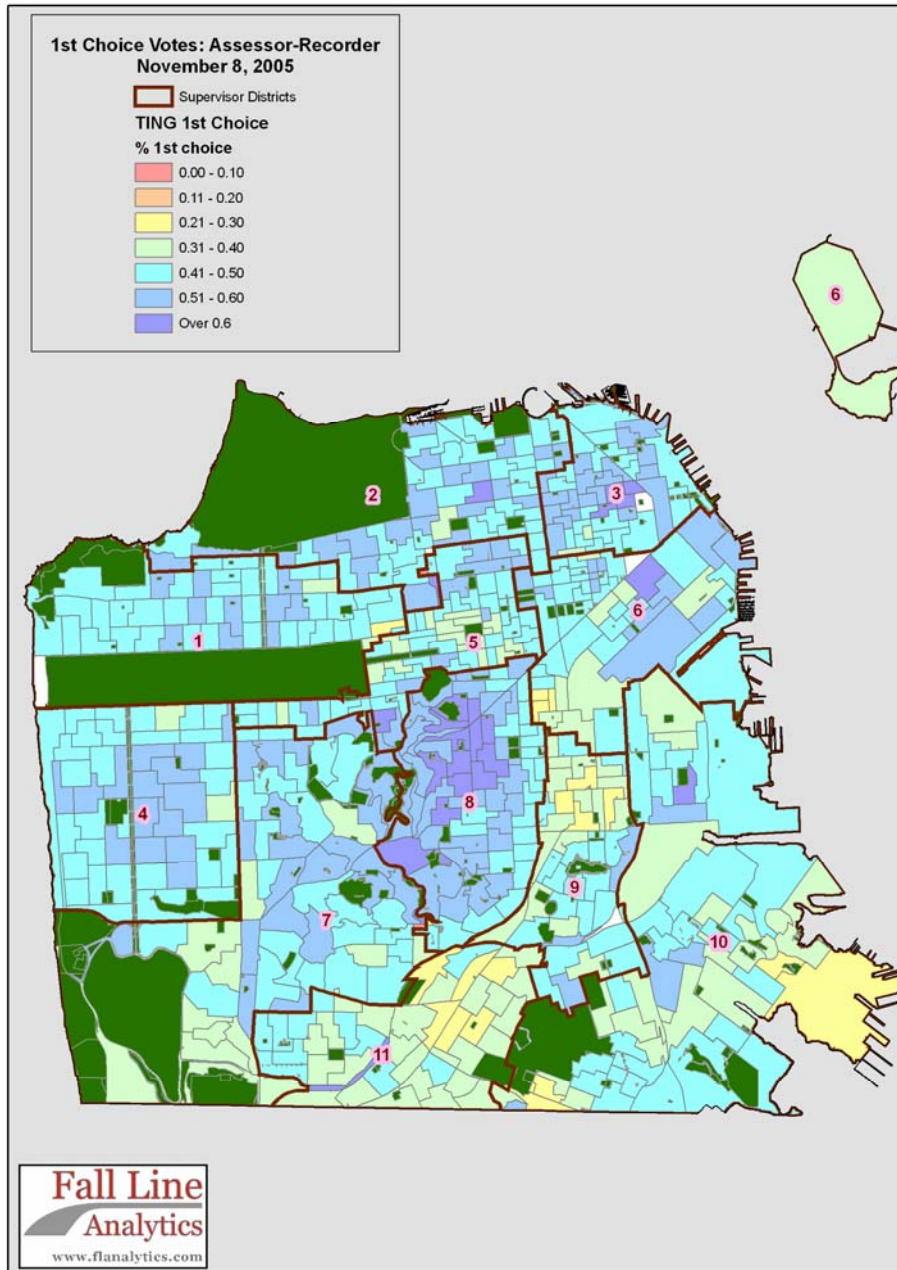 1st Choice Votes: Assessor-Recorder
November 8, 2005
Supervisor Districts
TING 1st Choice
% 1st choice
0.00 - 0.10
0.11 - 0.20
0.21 - 0.30
0.31 - 0.40
0.41 - 0.50
0.51 - 0.60
Over 0.6
6
2
3
6
1
5
8
4
9
7
10
11
Fall Line
Analytics
www.flanalytics.com